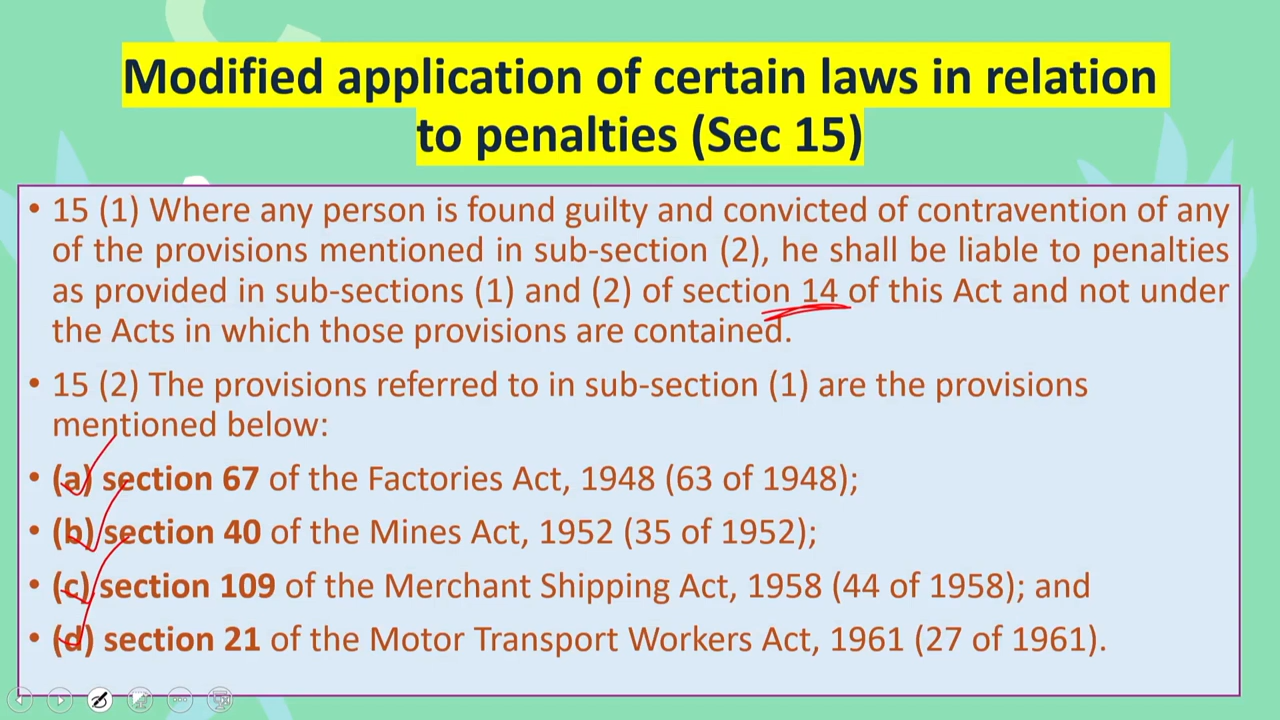 Modified application of certain laws in relation
to penalties (Sec 15)
• 15 (1) Where any person is found guilty and convicted of contravention of any
of the provisions mentioned in sub-section (2), he shall be liable to penalties
as provided in sub-sections (1) and (2) of section 14 of this Act and not under
the Acts in which those provisions are contained.
• 15 (2) The provisions referred to in sub-section (1) are the provisions
mentioned below:
• (a) section 67 of the Factories Act, 1948 (63 of 1948);
• (b) section 40 of the Mines Act, 1952 (35 of 1952);
• (c) section 109 of the Merchant Shipping Act, 1958 (44 of 1958); and
• (d) section 21 of the Motor Transport Workers Act, 1961 (27 of 1961).